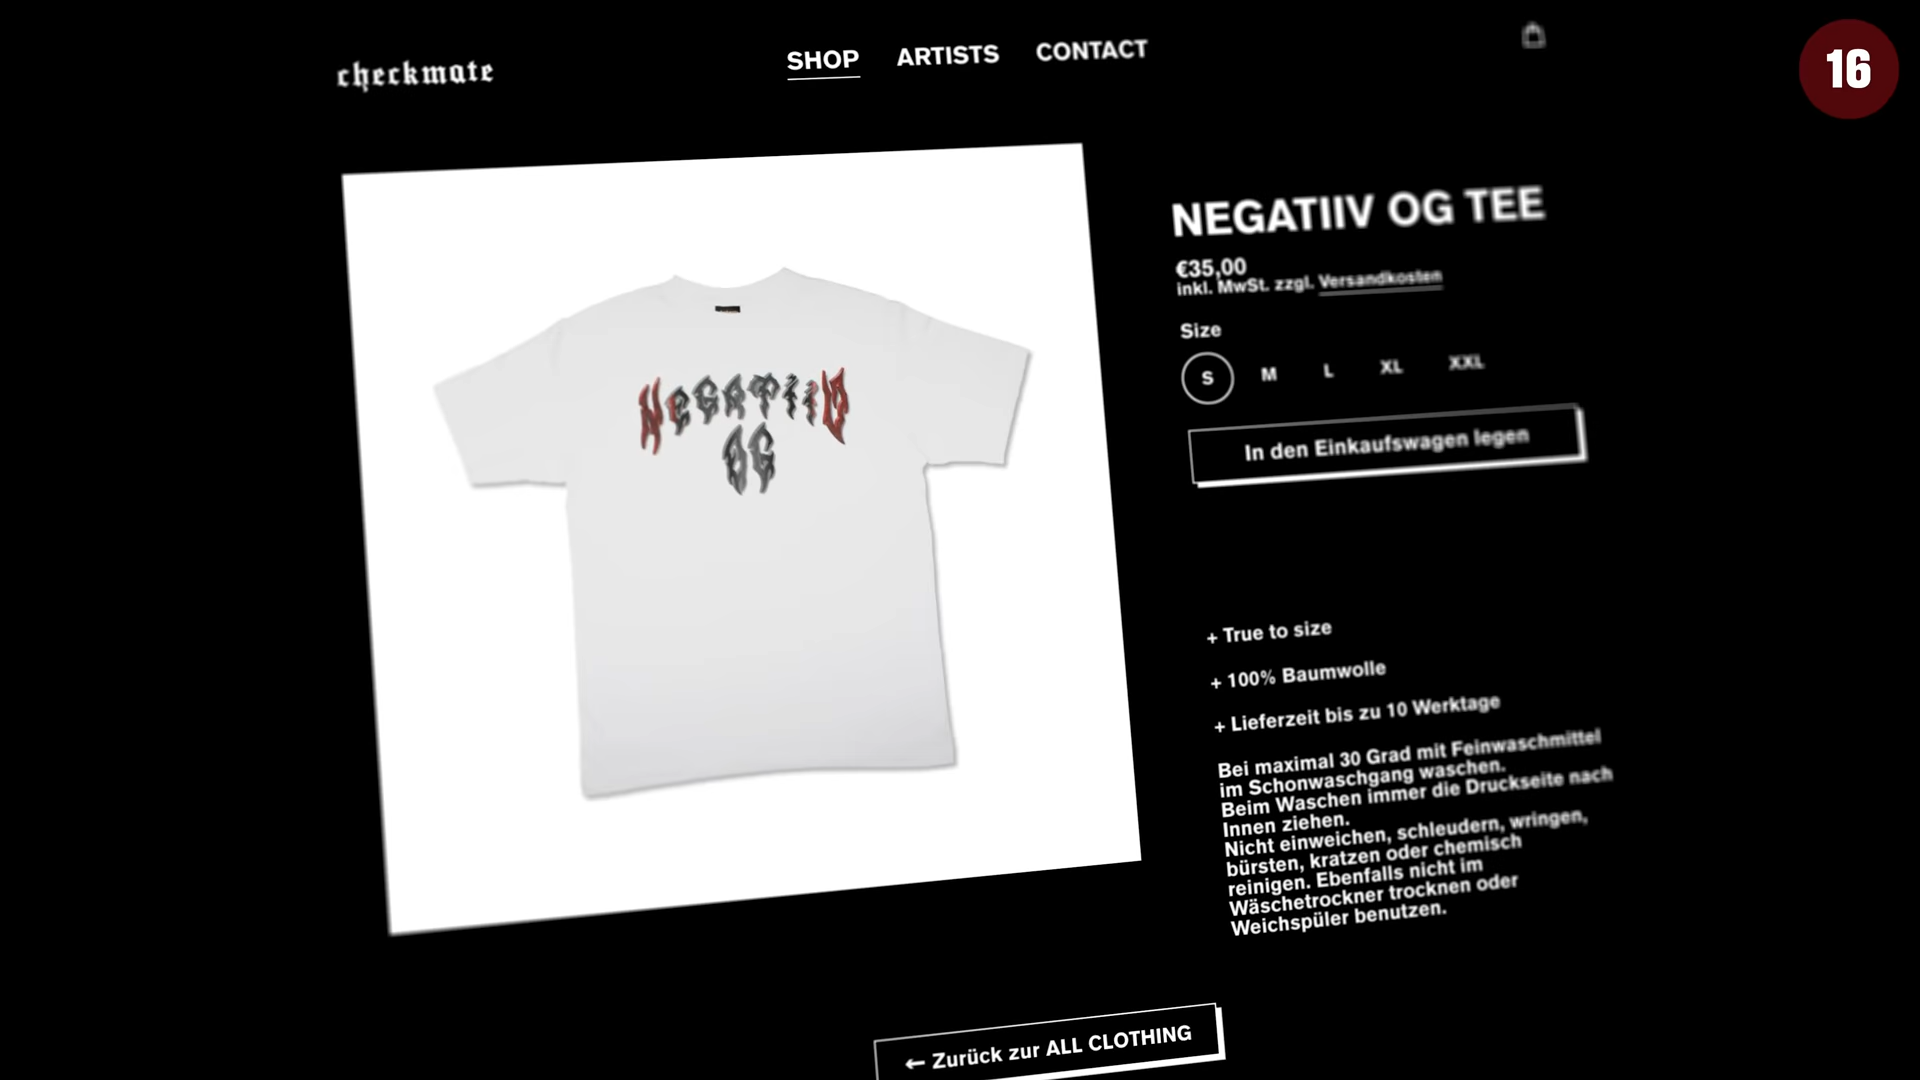 checkmate
SHOP ARTISTS CONTACT
16
NEGATIIV OG
NEGATIIV OG TEE
€35,00
inkl. MwSt. zzgl. Versandkosten
Size
S M L XL XXL
In den Einkaufswagen legen
+ True to size
+ 100% Baumwolle
+ Lieferzeit bis zu 10 Werktage
Bei maximal 30 Grad mit Feinwaschmittel
im Schonwaschgang waschen.
Beim Waschen immer die Druckseite nach
Innen ziehen.
Nicht einweichen, schleudern, wringen,
bürsten, kratzen oder chemisch
reinigen. Ebenfalls nicht im
Wäschetrockner trocknen oder
Weichspüler benutzen.
← Zurück zur ALL CLOTHING